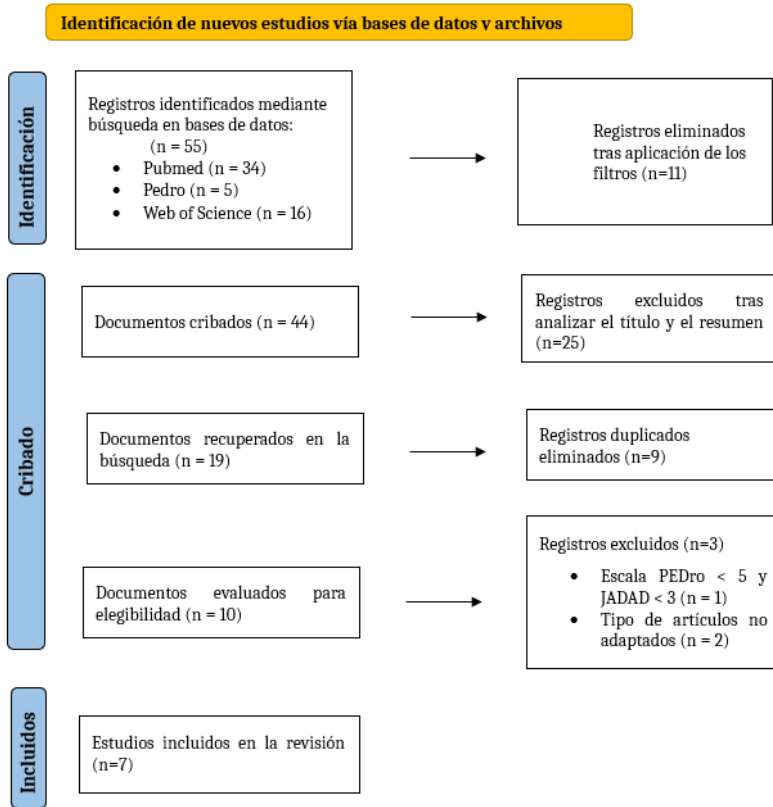 Identificación de nuevos estudios vía bases de datos y archivos
Identificación
Registros identificados mediante
búsqueda en bases de datos:
(n = 55)
• Pubmed (n = 34)
• Pedro (n = 5)
• Web of Science (n = 16)
Registros eliminados
tras aplicación de los
filtros (n=11)
Cribado
Documentos cribados (n = 44)
Registros excluidos tras
analizar el título y el resumen
(n=25)
Documentos recuperados en la
búsqueda (n = 19)
Registros duplicados
eliminados (n=9)
Documentos evaluados para
elegibilidad (n = 10)
Registros excluidos (n=3)
• Escala PEDro < 5 y
JADAD < 3 (n = 1)
• Tipo de artículos no
adaptados (n = 2)
Incluidos
Estudios incluidos en la revisión
(n=7)